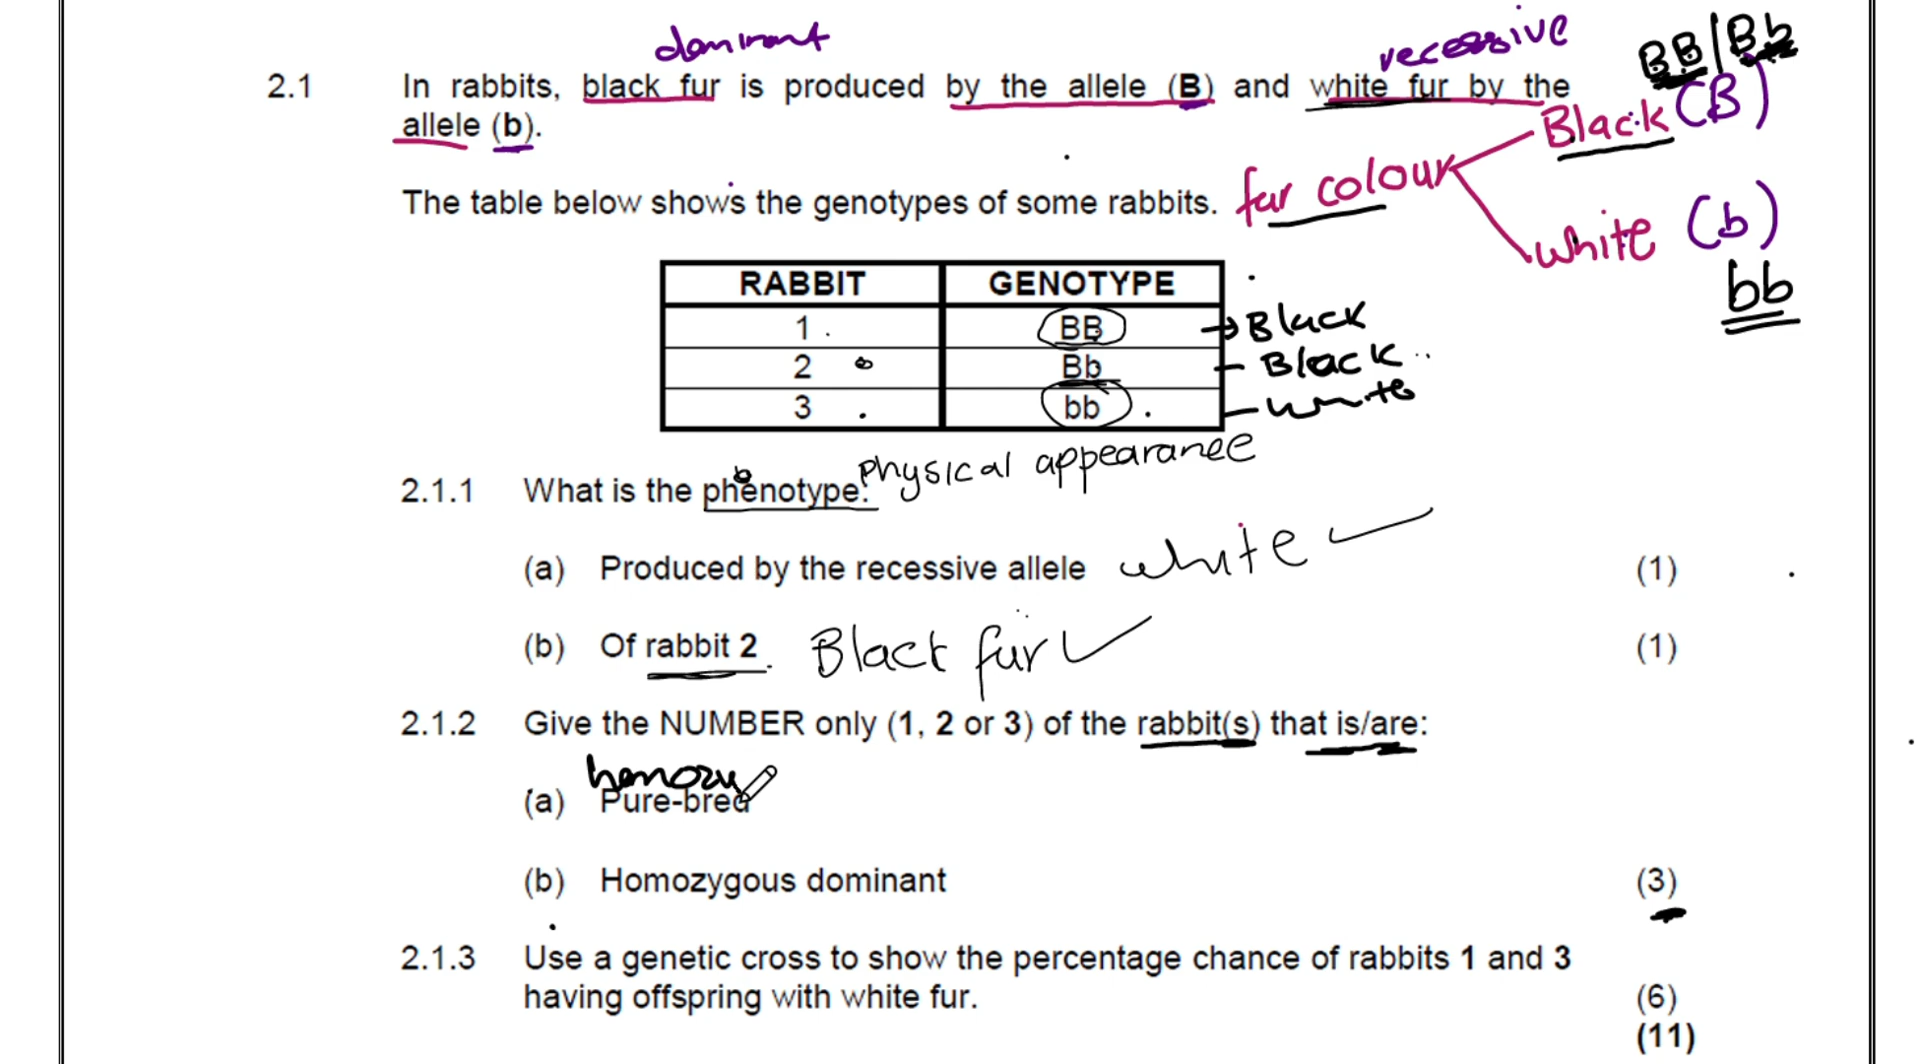 dominant recessive BB/Bb
2.1 In rabbits, black fur is produced by the allele (B) and white fur by the
allele (b).
Black (B)
The table below shows the genotypes of some rabbits. fur colour
white (b)
bb
RABBIT GENOTYPE
1 BB → Black
2 Bb - Black
3 bb - white
2.1.1 What is the phenotype: Physical appearance
(a) Produced by the recessive allele white ✓ (1)
(b) Of rabbit 2 Black fur ✓ (1)
2.1.2 Give the NUMBER only (1, 2 or 3) of the rabbit(s) that is/are:
homozy
(a) Pure-bred
(b) Homozygous dominant (3)
2.1.3 Use a genetic cross to show the percentage chance of rabbits 1 and 3
having offspring with white fur. (6)
(11)